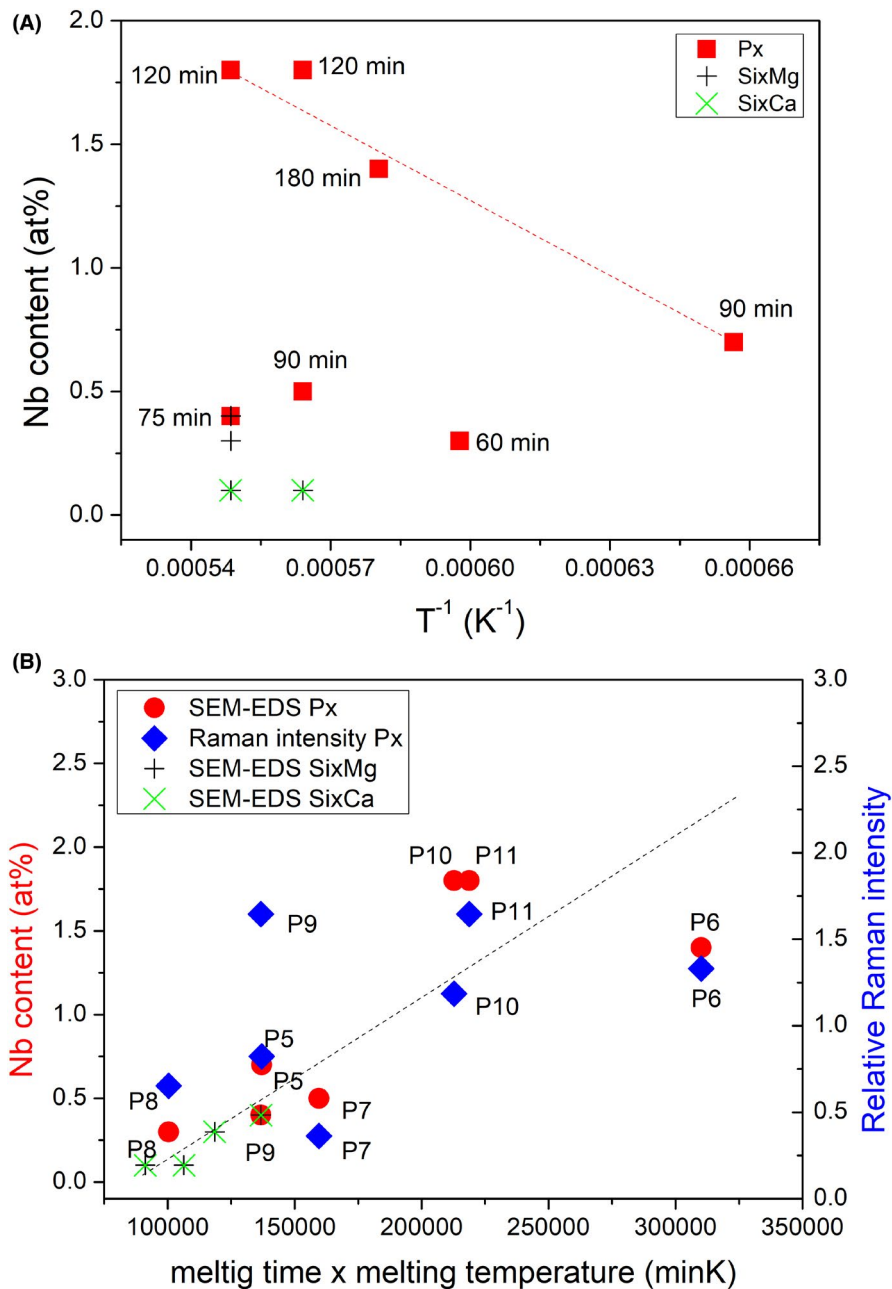 (A)
2.0
1.5
1.0
0.5
0.0
Nb content (at%)
Px
SixMg
SixCa
120 min
120 min
180 min
90 min
90 min
75 min
60 min
0.00054
0.00057
0.00060
0.00063
0.00066
T⁻¹ (K⁻¹)
(B)
3.0
2.5
2.0
1.5
1.0
0.5
0.0
Nb content (at%)
SEM-EDS Px
Raman intensity Px
SEM-EDS SixMg
SEM-EDS SixCa
P10
P11
P9
P11
P6
P10
P6
P5
P8
P5
P7
P8
P9
P7
3.0
2.5
2.0
1.5
1.0
0.5
0.0
Relative Raman intensity
100000
150000
200000
250000
300000
350000
meltig time x melting temperature (minK)